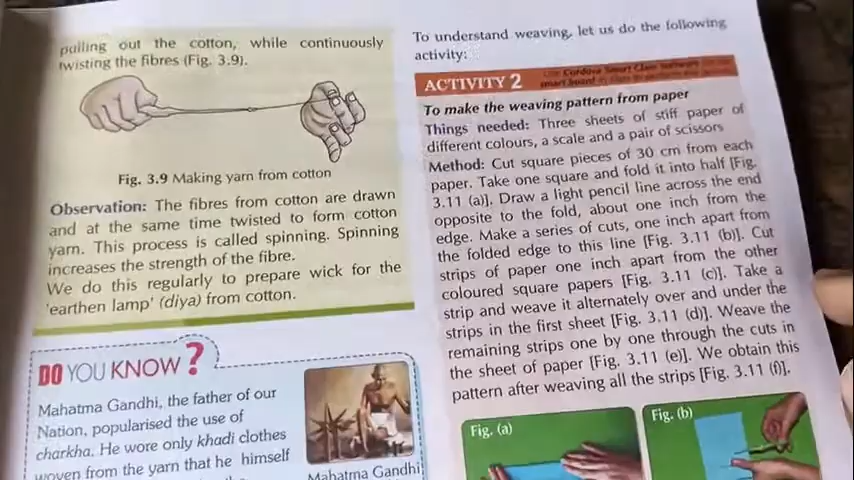 pulling out the cotton, while continuously
twisting the fibres (Fig. 3.9).
Fig. 3.9 Making yarn from cotton
Observation: The fibres from cotton are drawn
and at the same time twisted to form cotton
yarn. This process is called spinning. Spinning
increases the strength of the fibre.
We do this regularly to prepare wick for the
'earthen lamp' (diya) from cotton.
DO YOU KNOW?
Mahatma Gandhi, the father of our
Nation, popularised the use of
charkha. He wore only khadi clothes
woven from the yarn that he himself
Mahatma Gandhi
To understand weaving, let us do the following
activity:
ACTIVITY 2
Cordova Smart Class Software
smart board
To make the weaving pattern from paper
Things needed: Three sheets of stiff paper of
different colours, a scale and a pair of scissors
Method: Cut square pieces of 30 cm from each
paper. Take one square and fold it into half [Fig.
3.11 (a)]. Draw a light pencil line across the end
opposite to the fold, about one inch from the
edge. Make a series of cuts, one inch apart from
the folded edge to this line [Fig. 3.11 (b)]. Cut
strips of paper one inch apart from the other
coloured square papers [Fig. 3.11 (c)]. Take a
strip and weave it alternately over and under the
strips in the first sheet [Fig. 3.11 (d)]. Weave the
remaining strips one by one through the cuts in
the sheet of paper [Fig. 3.11 (e)]. We obtain this
pattern after weaving all the strips [Fig. 3.11 (f)].
Fig. (a)
Fig. (b)